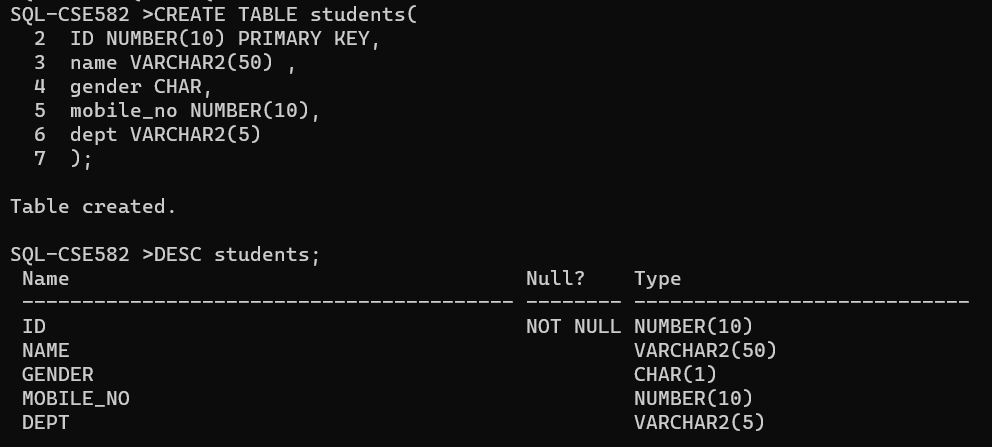 SQL-CSE582 >CREATE TABLE students(
  2  ID NUMBER(10) PRIMARY KEY,
  3  name VARCHAR2(50) ,
  4  gender CHAR,
  5  mobile_no NUMBER(10),
  6  dept VARCHAR2(5)
  7  );
Table created.
SQL-CSE582 >DESC students;
 Name                                      Null?    Type
 ----------------------------------------- -------- ----------------------------
 ID                                        NOT NULL NUMBER(10)
 NAME                                               VARCHAR2(50)
 GENDER                                             CHAR(1)
 MOBILE_NO                                          NUMBER(10)
 DEPT                                               VARCHAR2(5)